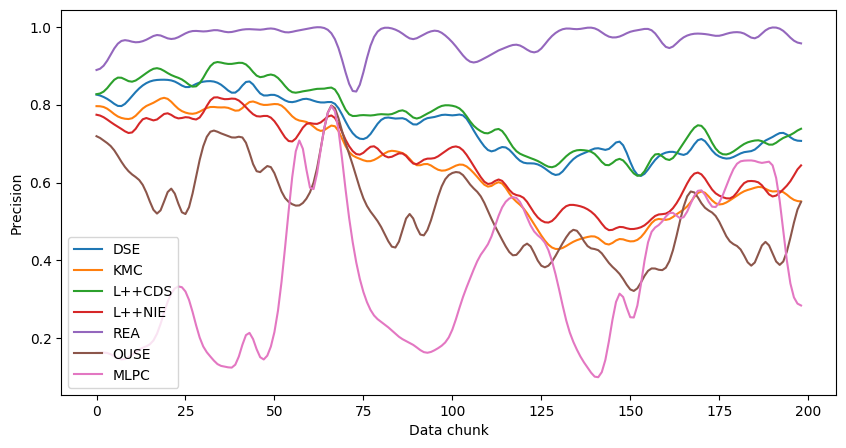 1.0
0.8
0.6
0.4
0.2
Precision
DSE
KMC
L++CDS
L++NIE
REA
OUSE
MLPC
0 25 50 75 100 125 150 175 200
Data chunk